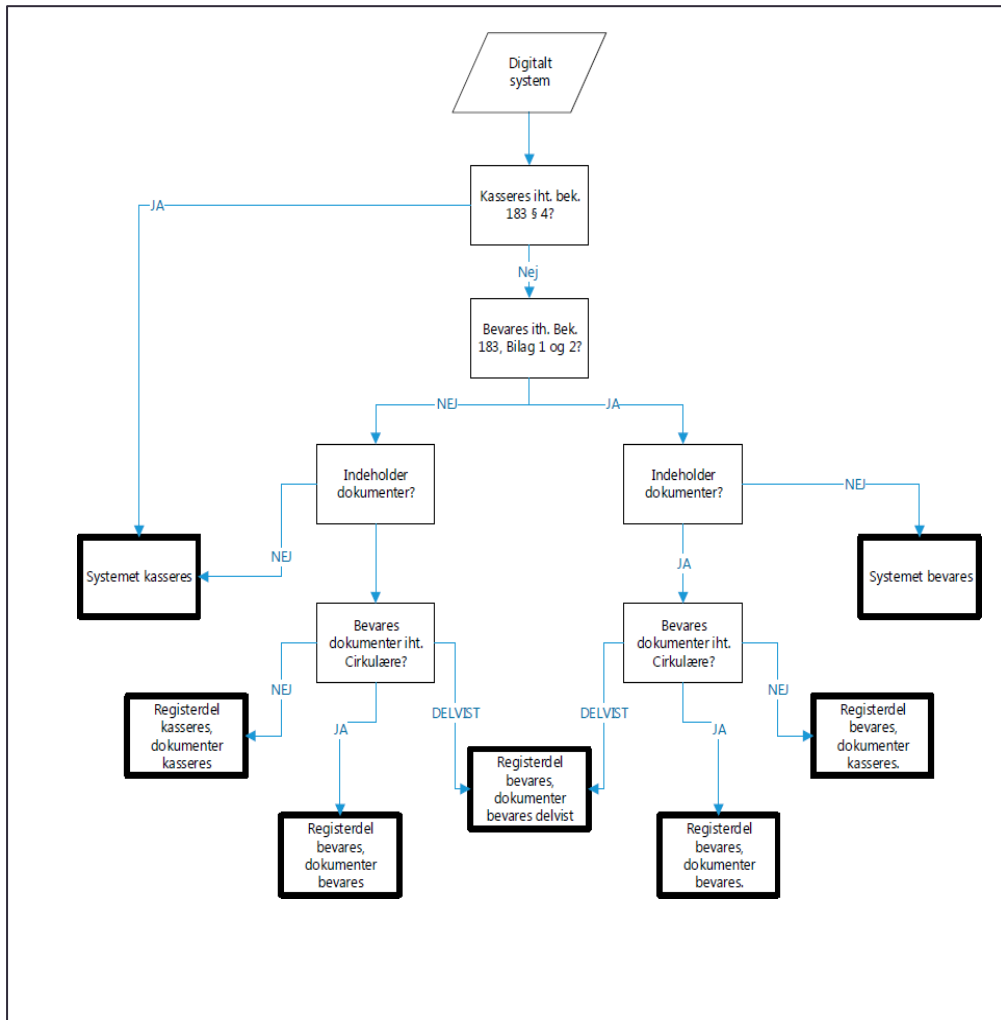 Digitalt
system
Kasseres iht. bek.
183 § 4?
JA
Nej
Bevares ith. Bek.
183, Bilag 1 og 2?
NEJ
JA
Indeholder
dokumenter?
Indeholder
dokumenter?
NEJ
NEJ
JA
Systemet kasseres
Systemet bevares
Bevares
dokumenter iht.
Cirkulære?
Bevares
dokumenter iht.
Cirkulære?
NEJ
JA
DELVIST
DELVIST
JA
NEJ
Registerdel
kasseres,
dokumenter
kasseres
Registerdel
bevares,
dokumenter
bevares delvist
Registerdel
bevares,
dokumenter
kasseres.
Registerdel
bevares,
dokumenter
bevares
Registerdel
bevares,
dokumenter
bevares.